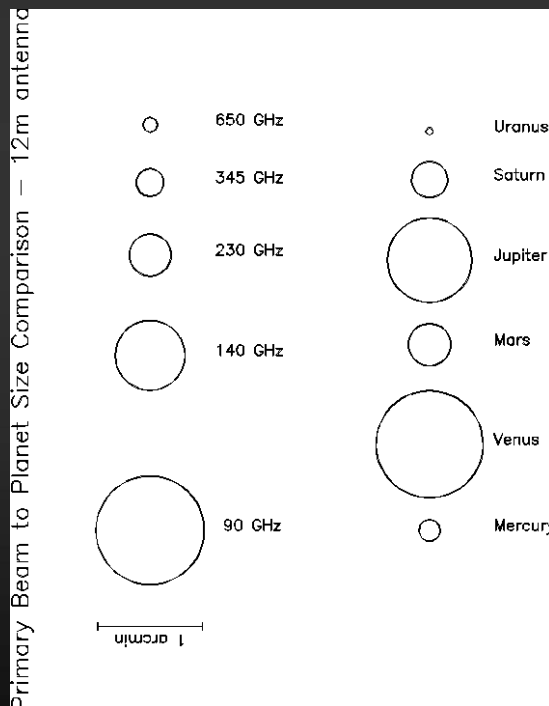 Primary Beam to Planet Size Comparison — 12m antenna
650 GHz
345 GHz
230 GHz
140 GHz
90 GHz
1 arcmin
Uranus
Saturn
Jupiter
Mars
Venus
Mercury